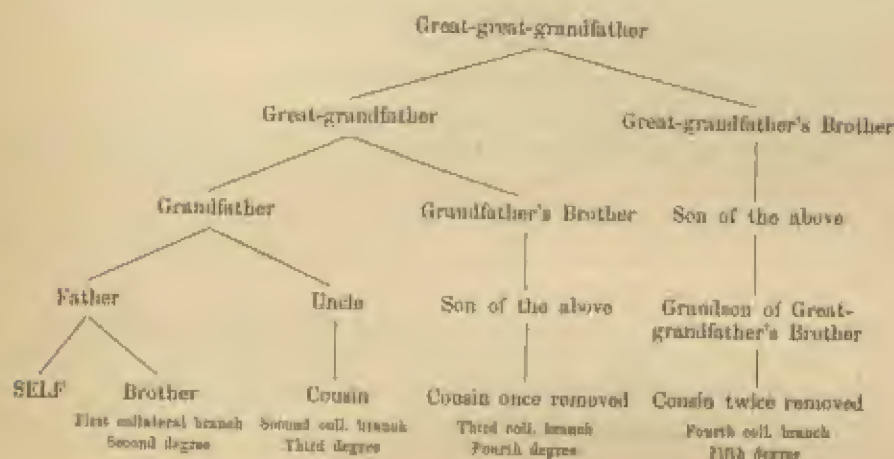 Great-great-grandfather
Great-grandfather
Great-grandfather's Brother
Grandfather
Grandfather's Brother
Son of the above
Father
Uncle
Son of the above
Grandson of Great-
grandfather's Brother
SELF
Brother
Cousin
Cousin once removed
Cousin twice removed
First collateral branch
Second coll. branch
Third coll. branch
Fourth coll. branch
Second degree
Third degree
Fourth degree
Fifth degree